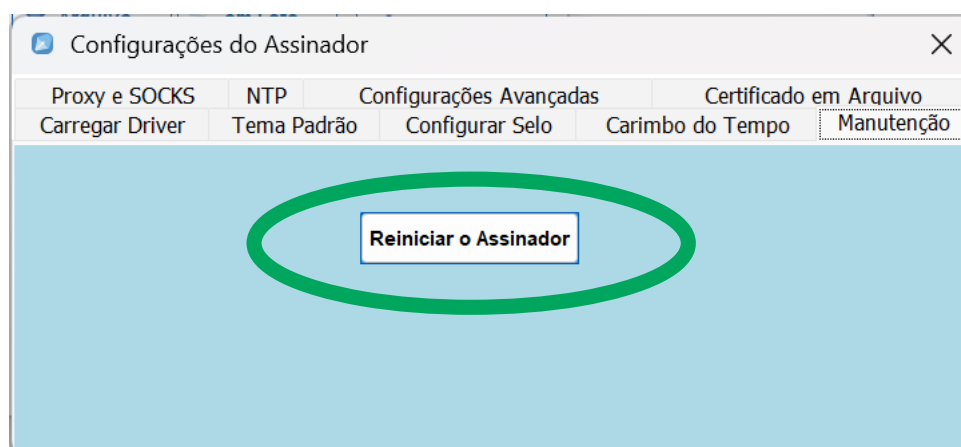 Configurações do Assinador
Proxy e SOCKS NTP Configurações Avançadas Certificado em Arquivo
Carregar Driver Tema Padrão Configurar Selo Carimbo do Tempo Manutenção
Reiniciar o Assinador